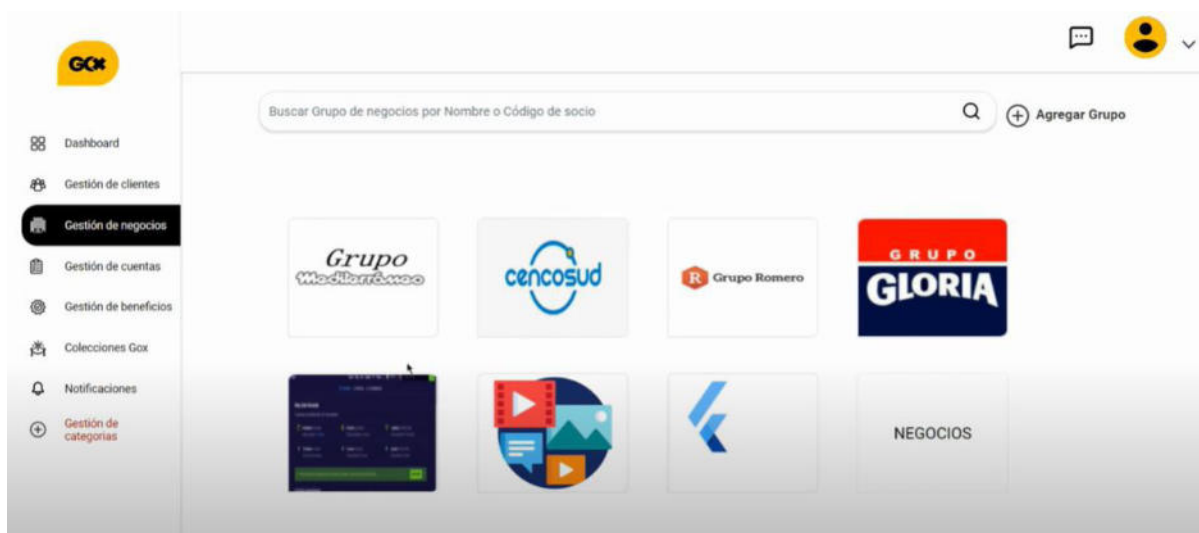 GOX
Buscar Grupo de negocios por Nombre o Código de socio
Agregar Grupo
Dashboard
Gestión de clientes
Gestión de negocios
Gestión de cuentas
Gestión de beneficios
Colecciones Gox
Notificaciones
Gestión de
categorias
Grupo
Mediterráneo
cencosud
R Grupo Romero
GRUPO
GLORIA
NEGOCIOS